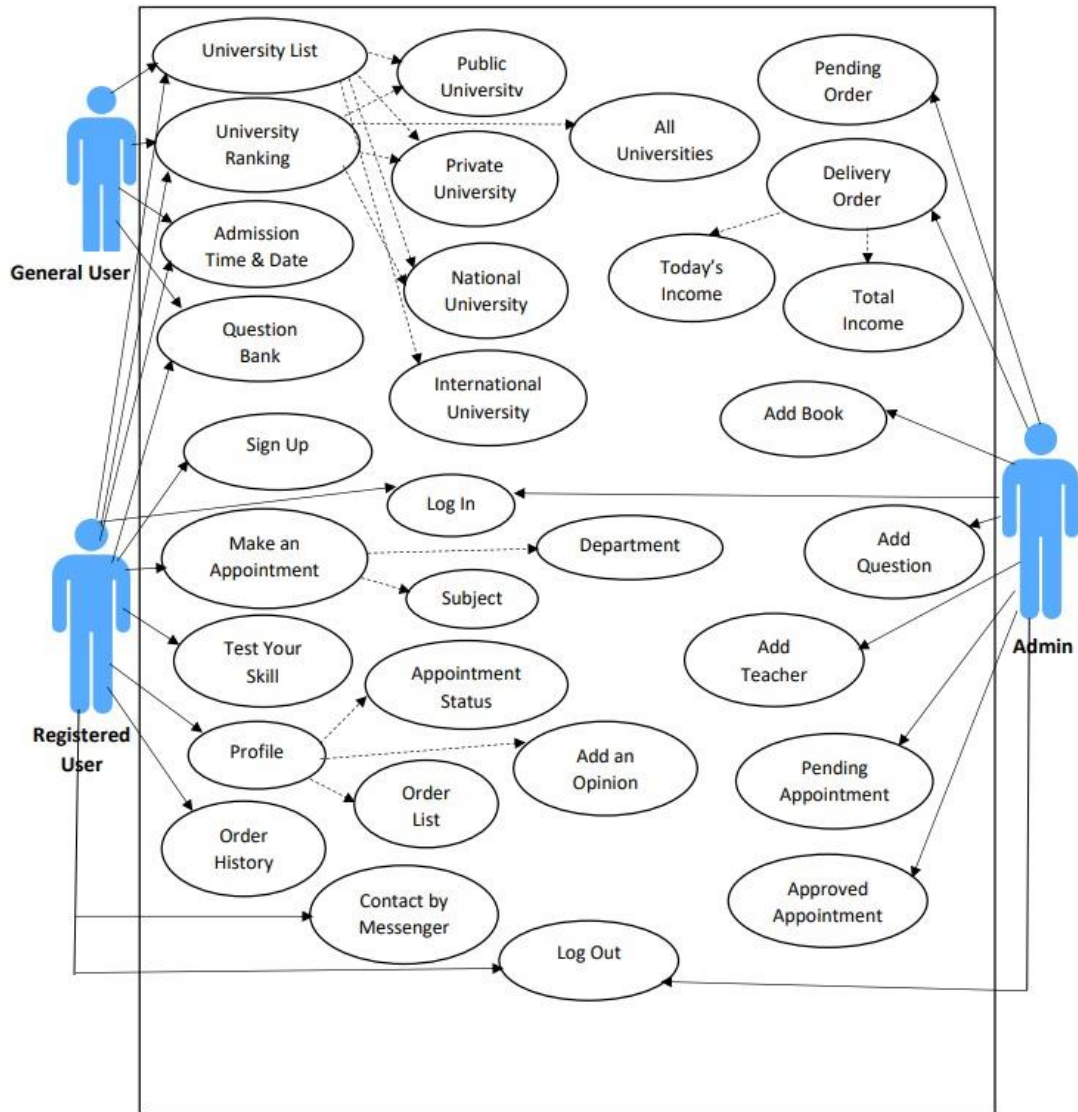 University List
Public
Universitv
Pending
Order
University
Ranking
All
Universities
Private
University
Delivery
Order
Admission
Time & Date
General User
National
University
Today's
Income
Total
Income
Question
Bank
International
University
Add Book
Sign Up
Log In
Make an
Appointment
Department
Add
Question
Subject
Test Your
Skill
Appointment
Status
Add
Teacher
Admin
Registered
User
Profile
Add an
Opinion
Pending
Appointment
Order
List
Order
History
Contact by
Messenger
Approved
Appointment
Log Out